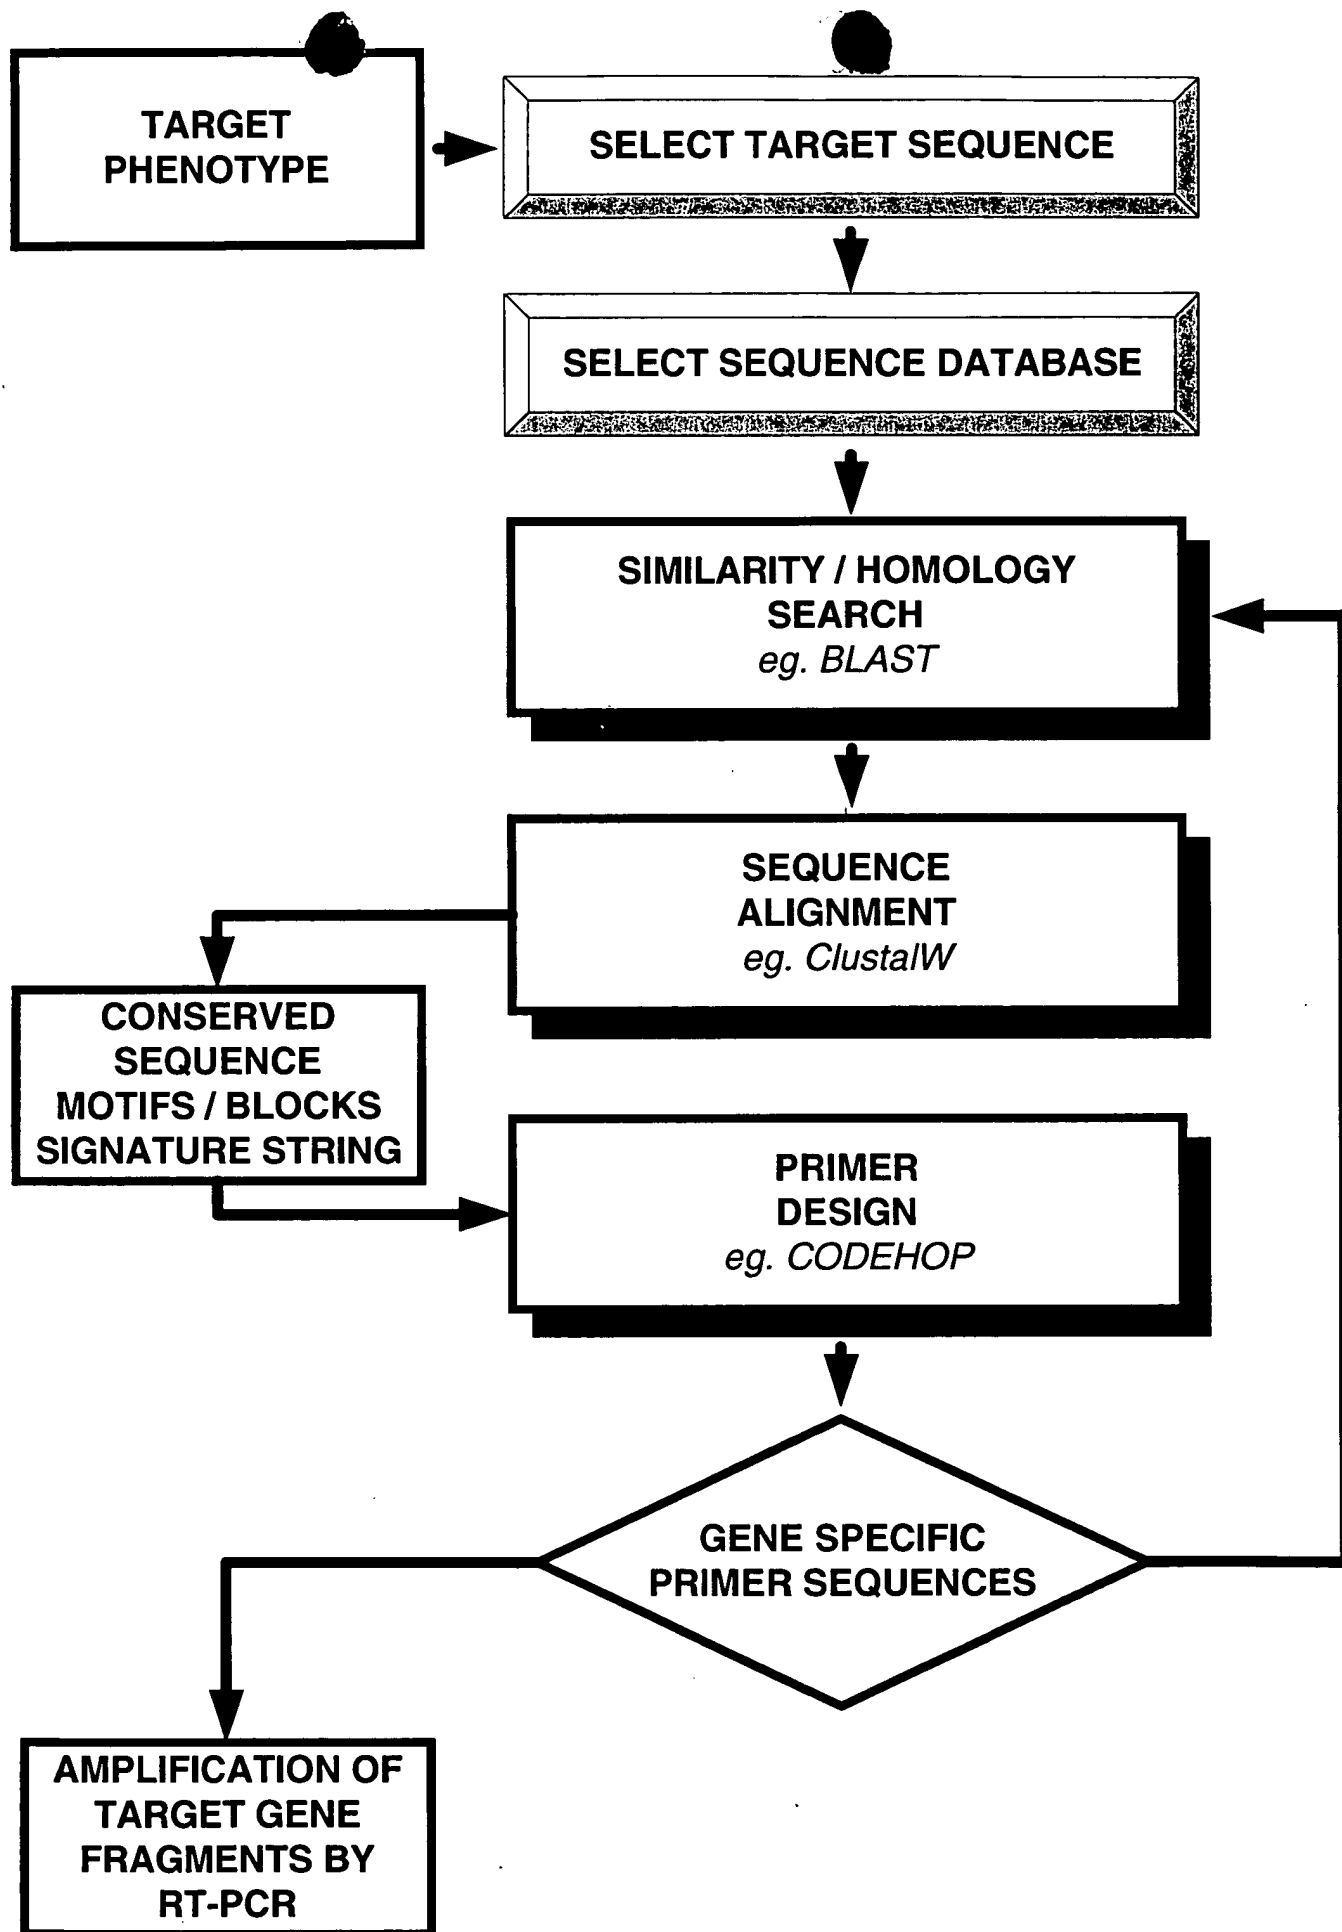 TARGET
PHENOTYPE
SELECT TARGET SEQUENCE
SELECT SEQUENCE DATABASE
SIMILARITY / HOMOLOGY
SEARCH
eg. BLAST
SEQUENCE
ALIGNMENT
eg. ClustalW
CONSERVED
SEQUENCE
MOTIFS / BLOCKS
SIGNATURE STRING
PRIMER
DESIGN
eg. CODEHOP
GENE SPECIFIC
PRIMER SEQUENCES
AMPLIFICATION OF
TARGET GENE
FRAGMENTS BY
RT-PCR